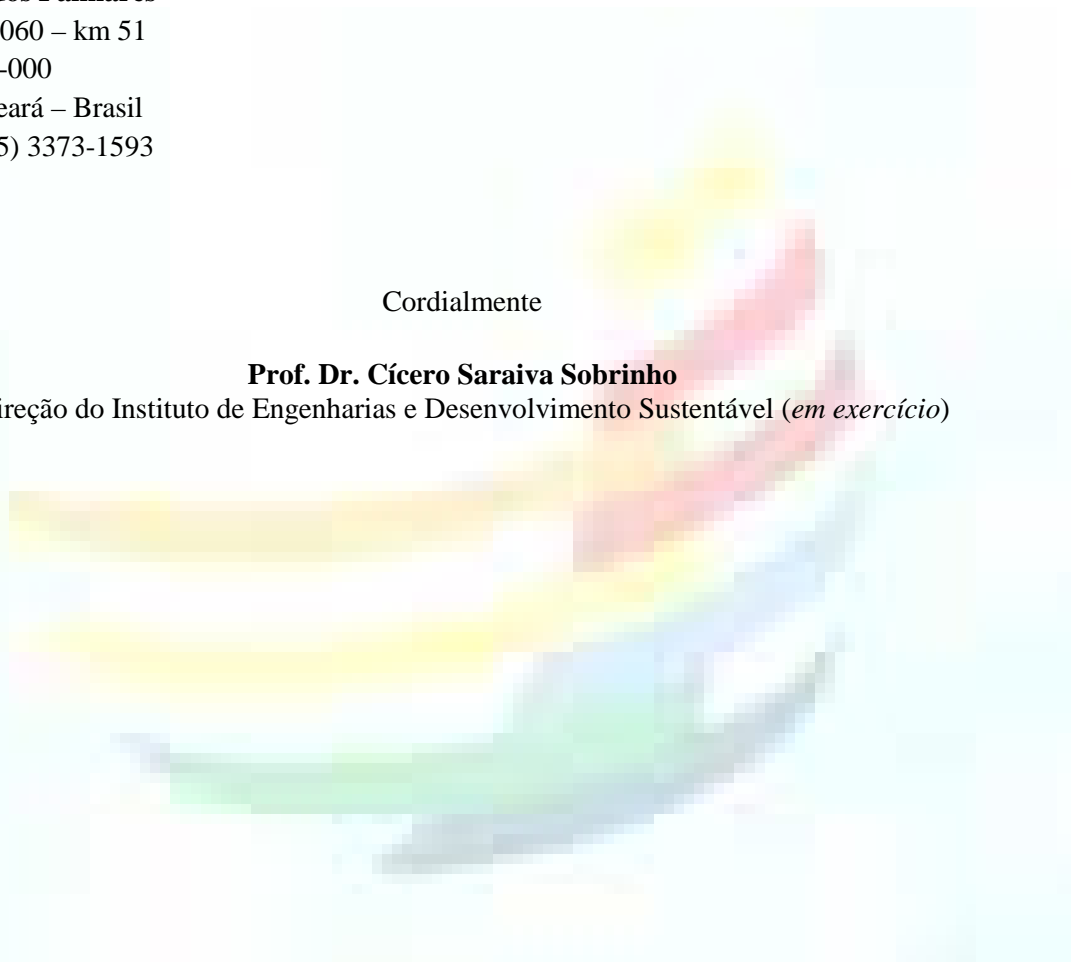 060 – km 51
-000
eará – Brasil
5) 3373-1593
Cordialmente
Prof. Dr. Cícero Saraiva Sobrinho
ireção do Instituto de Engenharias e Desenvolvimento Sustentável (em exercício)